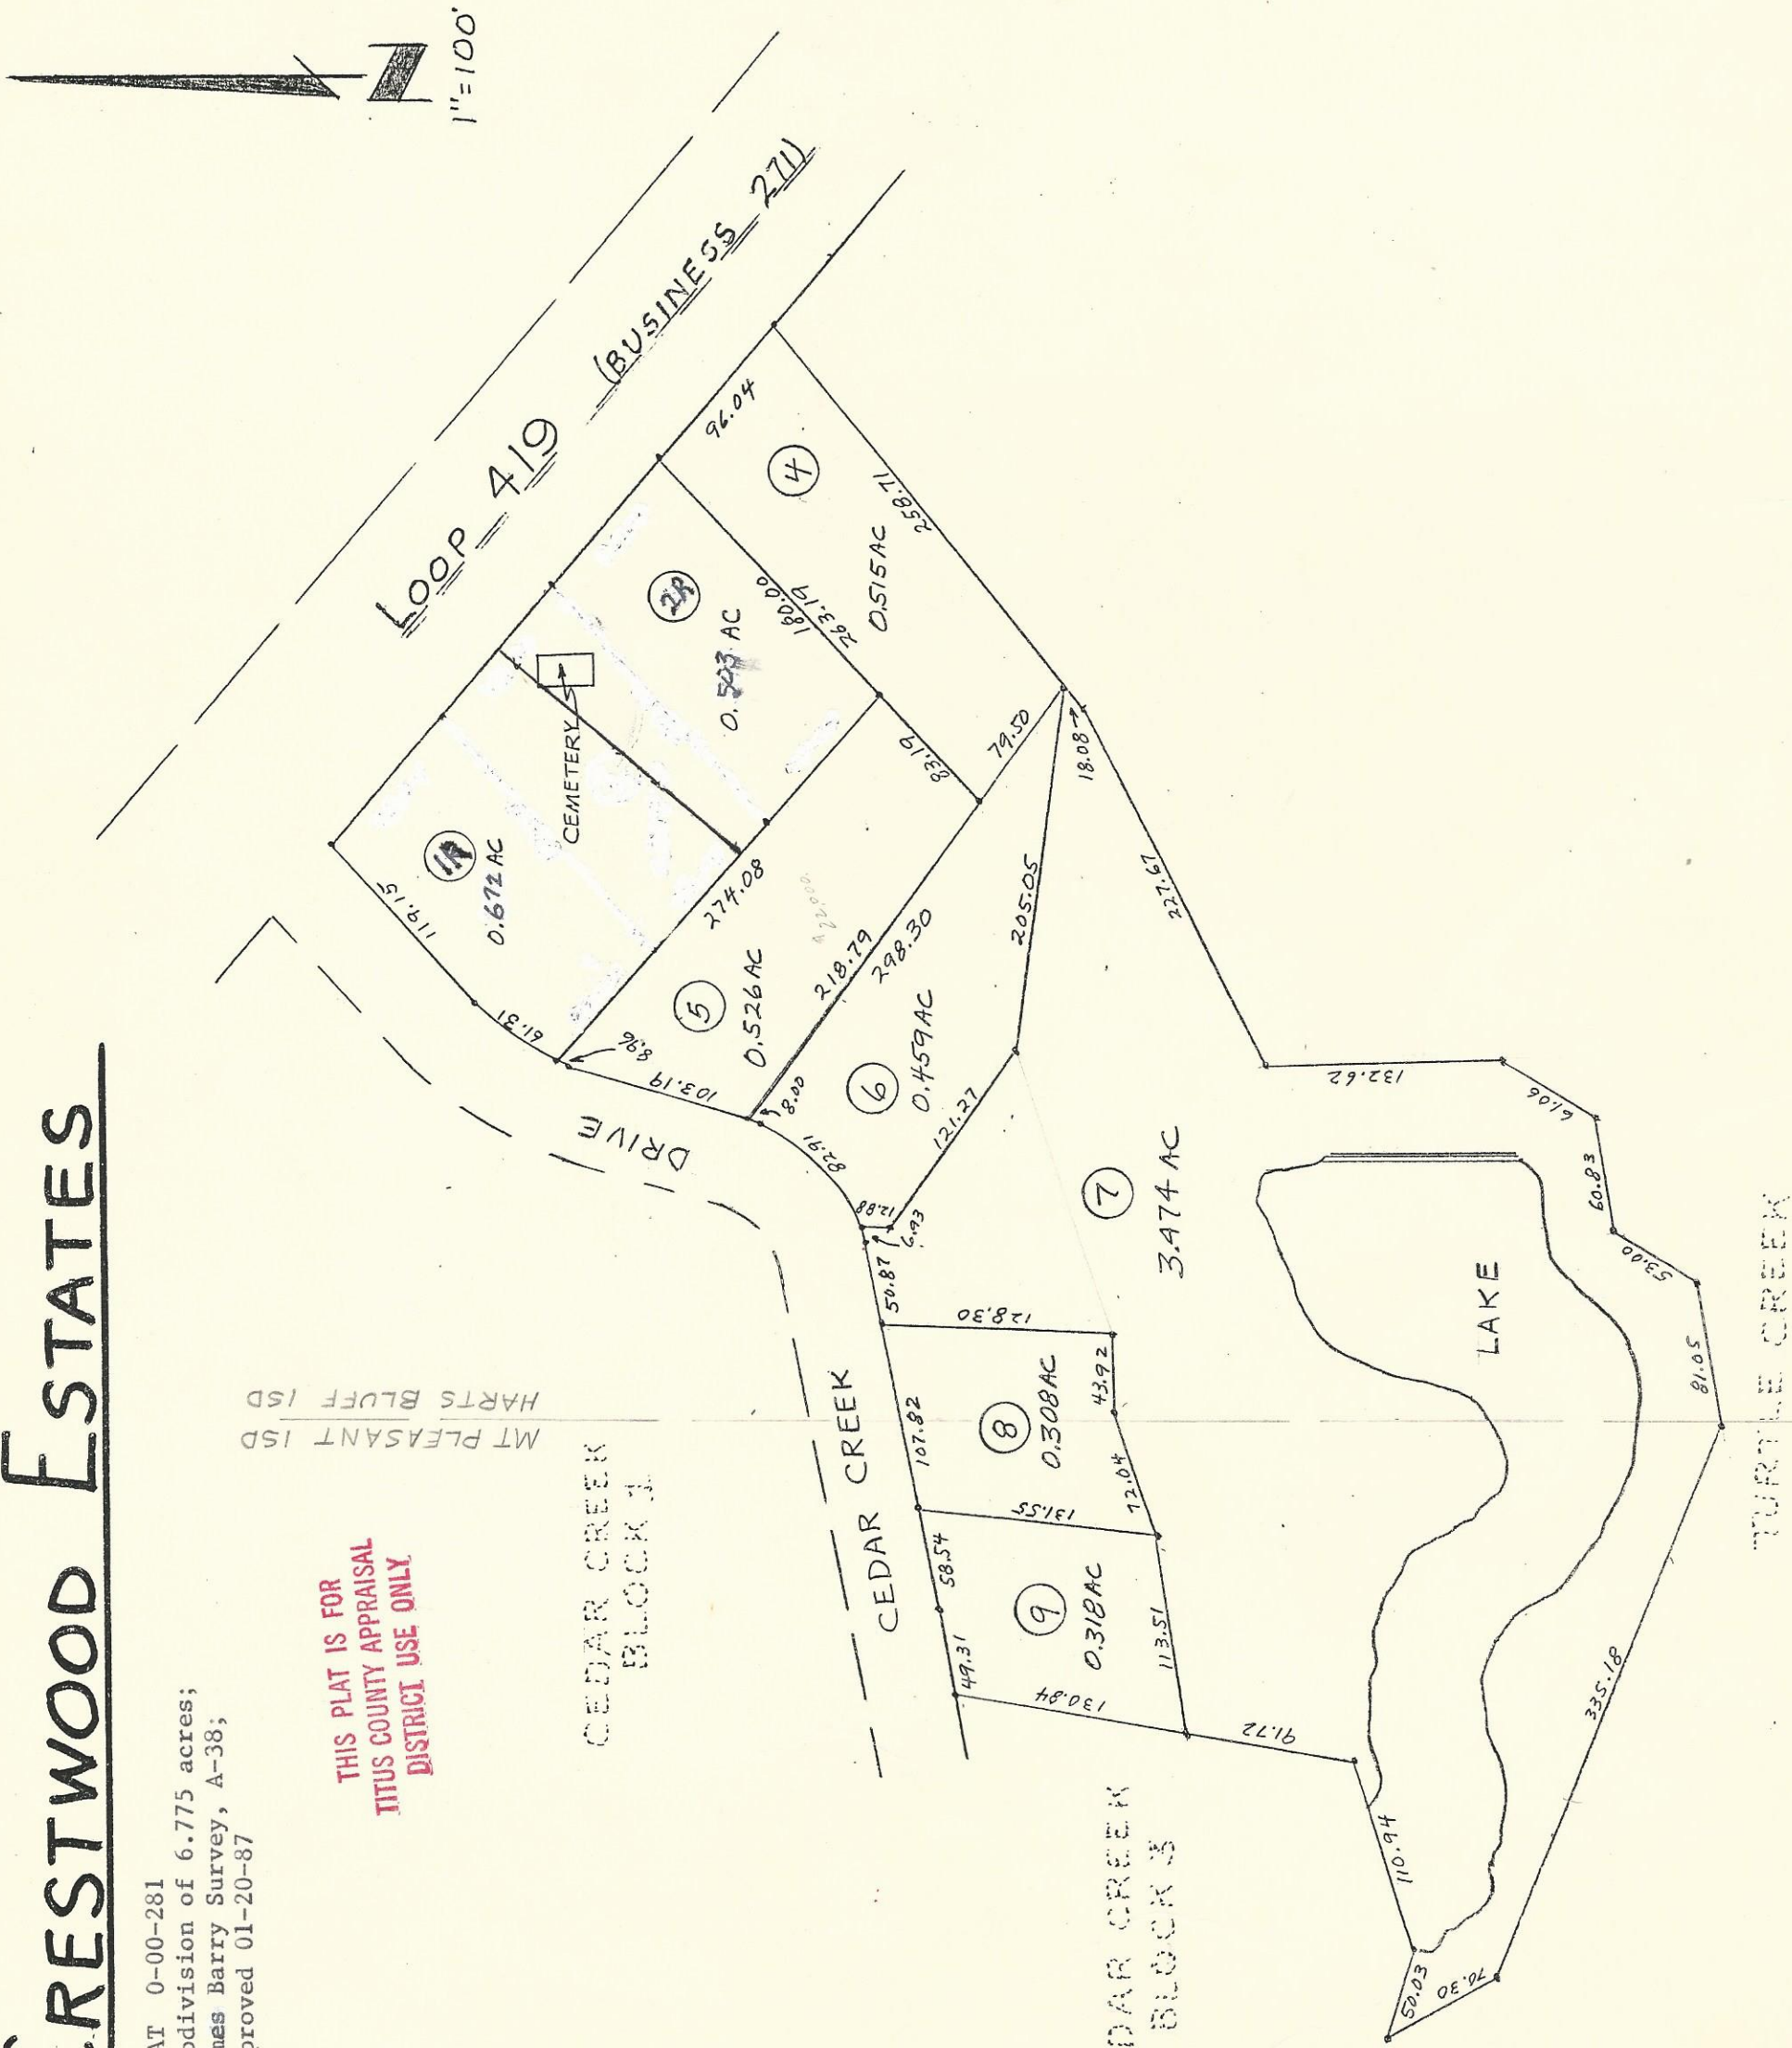 RESTWOOD ESTATES
AT 0-00-281
odivision of 6.775 acres;
mes Barry Survey, A-38;
proved 01-20-87
THIS PLAT IS FOR
TITUS COUNTY APPRAISAL
DISTRICT USE ONLY
MT PLEASANT ISD
HARTS BLUFF ISD
CEDAR CREEK
BLOCK 1
1"=100'
LOOP 419 (BUSINESS 271)
1R
0.672 AC
119.15
61.31
CEMETERY
2R
AC
180.00
263.19
4
0.515 AC
96.04
258.71
79.50
83.19
274.08
8.96
5
0.526 AC
103.19
218.79
298.30
8.00
6
0.459 AC
82.91
12.88
6.93
121.27
205.05
18.08
DRIVE
CEDAR CREEK
50.87
107.82
58.54
49.31
7
3.474 AC
227.67
132.62
61.06
60.83
53.00
81.05
335.18
70.30
50.03
110.94
91.72
8
0.308 AC
128.30
43.92
72.04
131.55
9
0.318 AC
113.51
130.84
LAKE
DAR CREEK
BLOCK 3
TURTLE CREEK